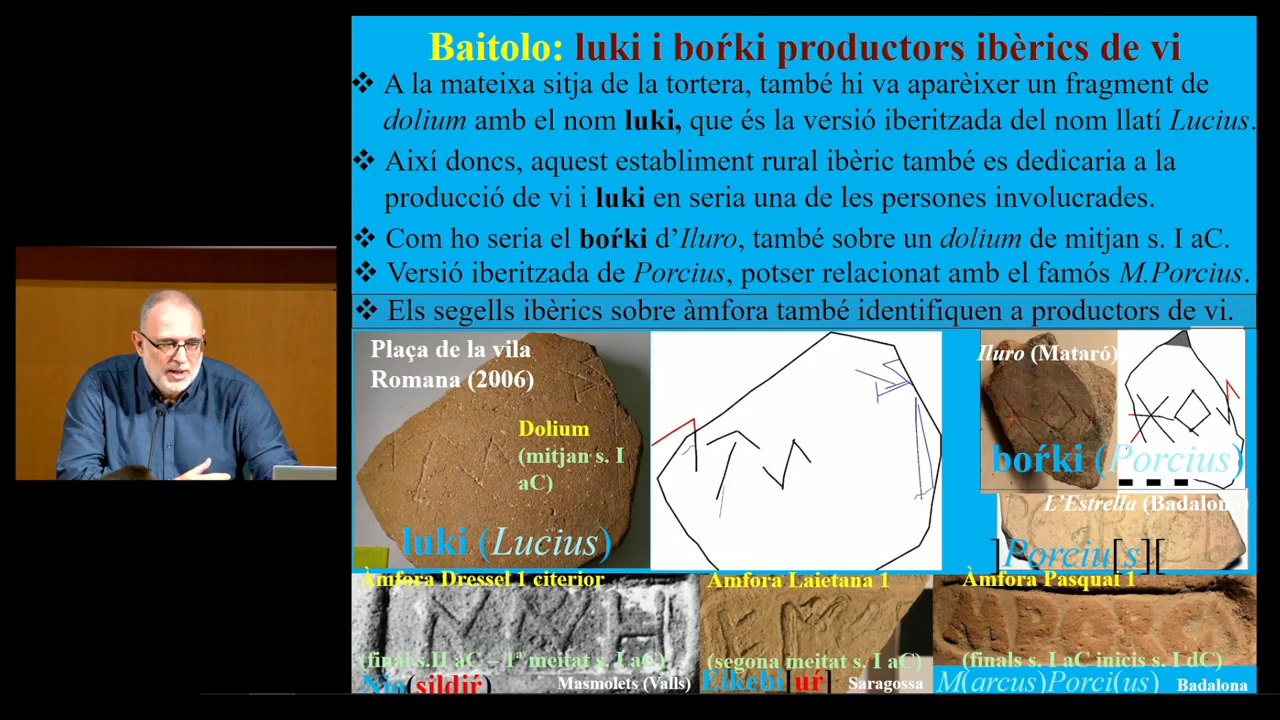 Baitolo: luki i boŕki productors ibèrics de vi
❖ A la mateixa sitja de la tortera, també hi va aparèixer un fragment de
dolium amb el nom luki, que és la versió iberitzada del nom llatí Lucius.
❖ Així doncs, aquest establiment rural ibèric també es dedicaria a la
producció de vi i luki en seria una de les persones involucrades.
❖ Com ho seria el boŕki d’Iluro, també sobre un dolium de mitjan s. I aC.
❖ Versió iberitzada de Porcius, potser relacionat amb el famós M.Porcius.
❖ Els segells ibèrics sobre àmfora també identifiquen a productors de vi.
Plaça de la vila
Romana (2006)
Dolium
(mitjan s. I
aC)
luki (Lucius)
Iluro (Mataró)
boŕki (Porcius)
L’Estrella (Badalona)
]Porciu[s][
Àmfora Dressel 1 citerior
(final s.II aC – 1ª meitat s. I aC)
Nio(sildiŕ)
Masmolets (Valls)
Àmfora Laietana 1
(segona meitat s. I aC)
Eikebi[uŕ]
Saragossa
Àmfora Pasqual 1
(finals s. I aC inicis s. I dC)
M(arcus)Porci(us)
Badalona